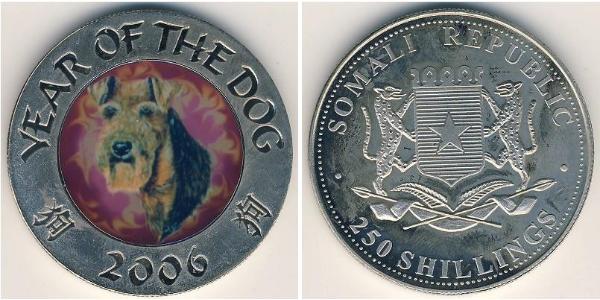 YEAR OF THE DOG
狗 狗
2006
SOMALI REPUBLIC
250 SHILLINGS